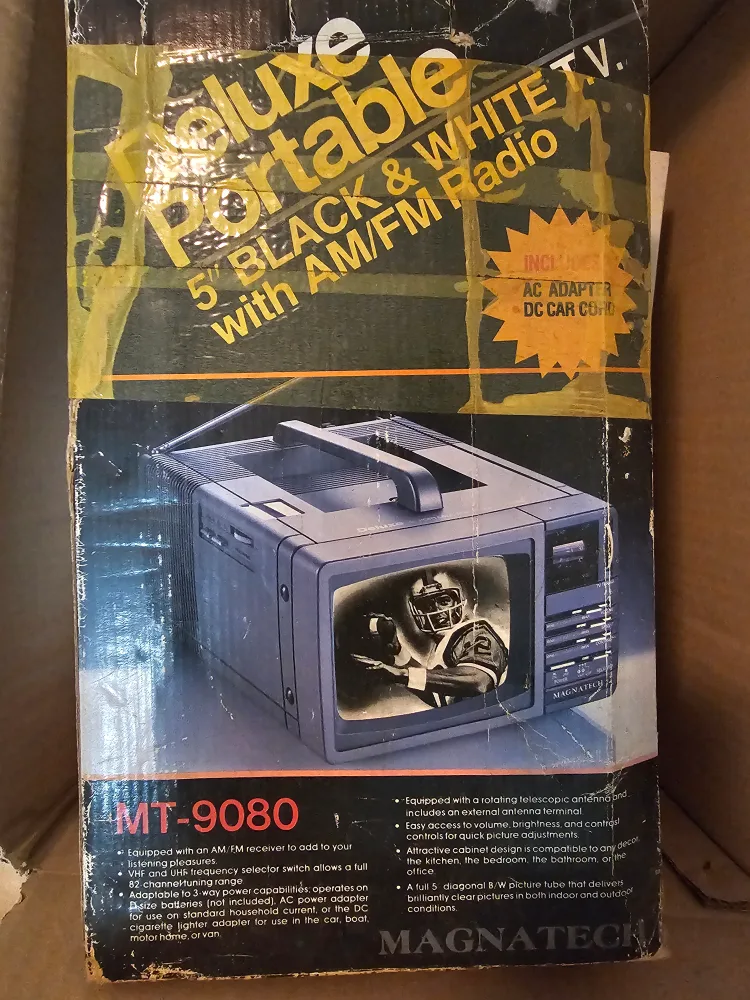 Deluxe
Portable
5" BLACK & WHITE T.V.
with AM/FM Radio
INCLUDES
AC ADAPTER
DC CAR CORD
Deluxe
MAGNATECH
MT-9080
• Equipped with an AM/FM receiver to add to your
listening pleasures.
• VHF and UHF frequency selector switch allows a full
82-channel tuning range
• Adaptable to 3-way power capabilities; operates on
D size batteries (not included), AC power adapter
for use on standard household current, or the DC
cigarette lighter adapter for use in the car, boat,
motor home, or van.
• Equipped with a rotating telescopic antenna and
includes an external antenna terminal.
• Easy access to volume, brightness, and contrast
controls for quick picture adjustments.
• Attractive cabinet design is compatible to any decor,
the kitchen, the bedroom, the bathroom, or the
office.
• A full 5" diagonal B/W picture tube that delivers
brilliantly clear pictures in both indoor and outdoor
conditions.
MAGNATECH